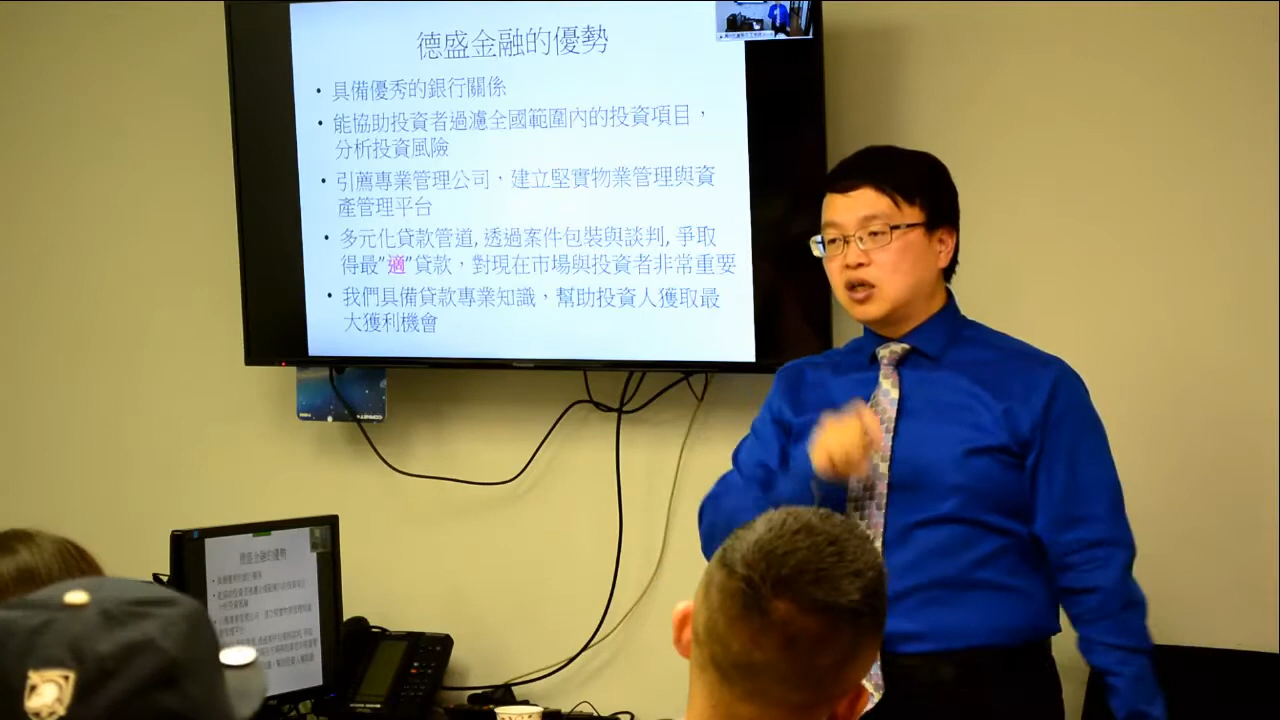 德盛金融的優勢
• 具備優秀的銀行關係
• 能協助投資者過濾全國範圍內的投資項目，
分析投資風險
• 引薦專業管理公司，建立堅實物業管理與資
產管理平台
• 多元化貸款管道, 透過案件包裝與談判, 爭取
得最”適”貸款，對現在市場與投資者非常重要
• 我們具備貸款專業知識，幫助投資人獲取最
大獲利機會
德盛金融的優勢